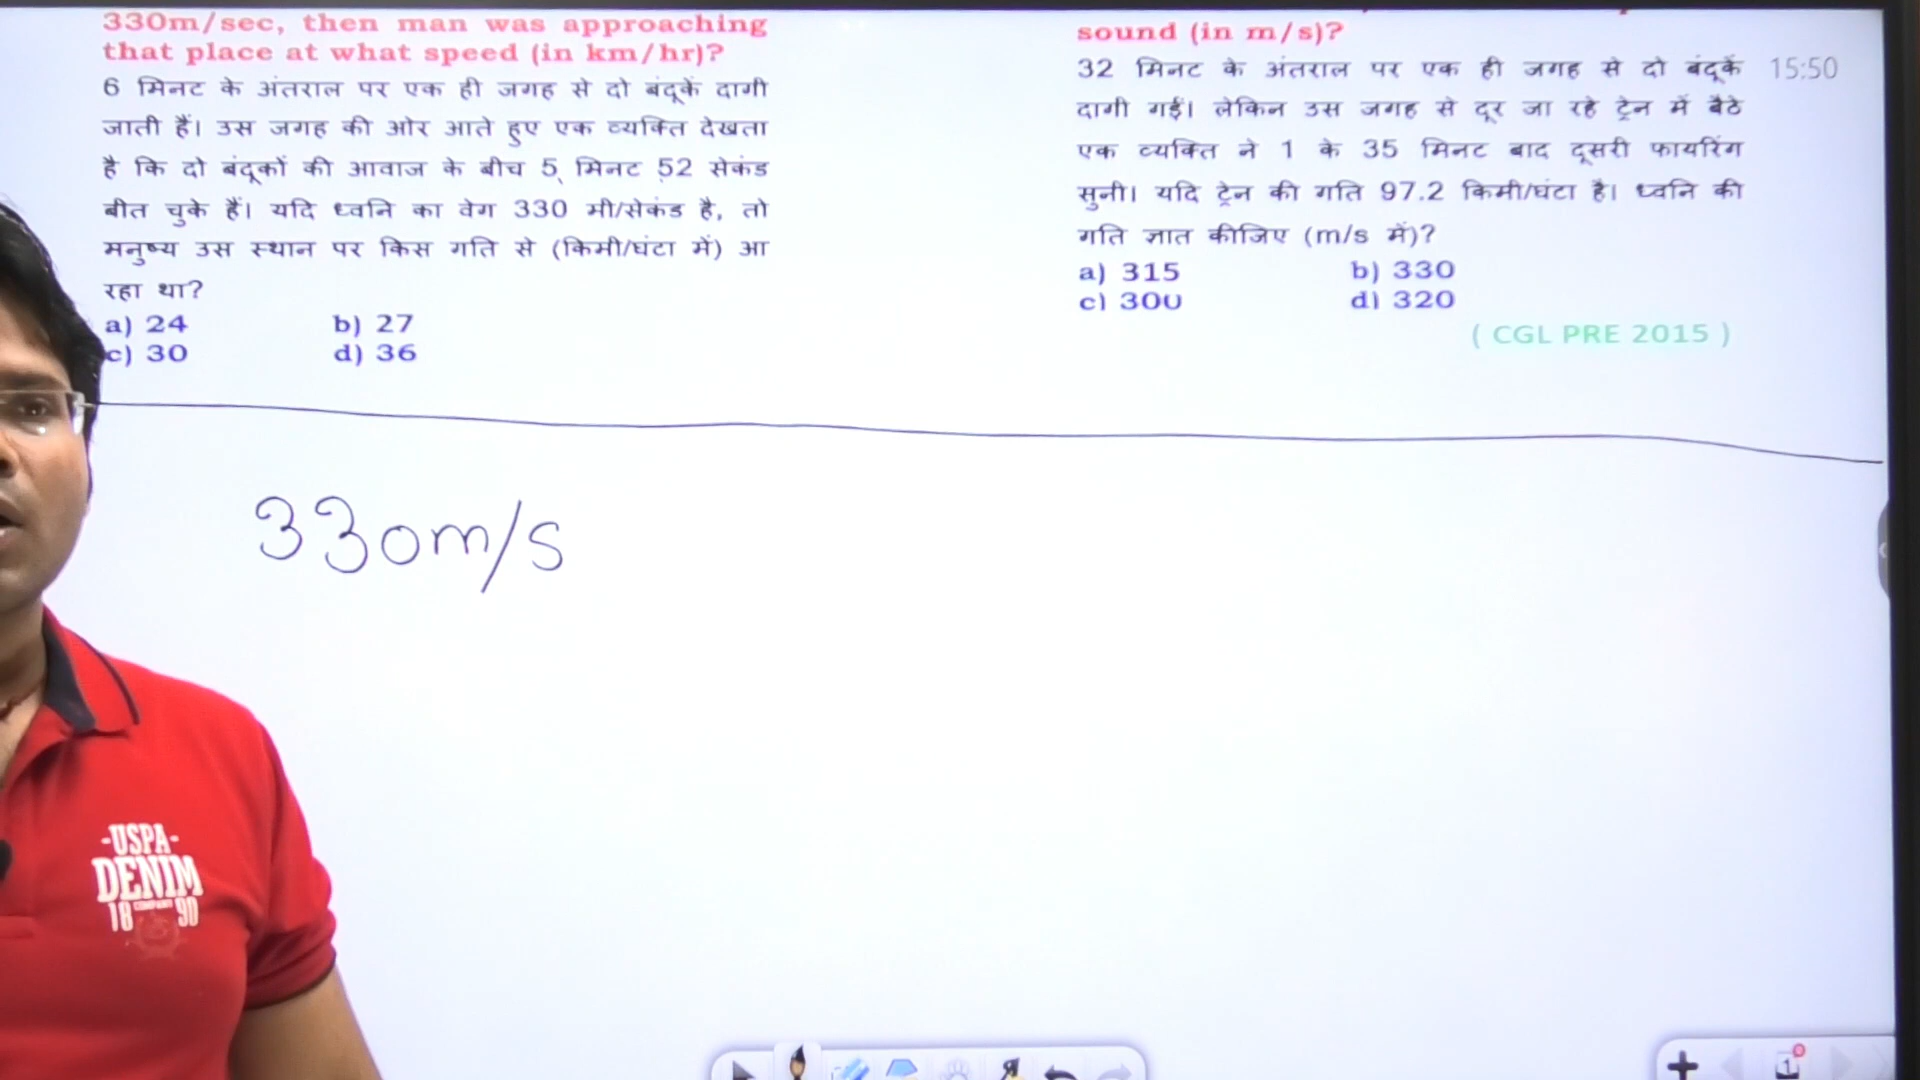 330m/sec, then man was approaching
that place at what speed (in km/hr)?
6 मिनट के अंतराल पर एक ही जगह से दो बंदूकें दागी
जाती हैं। उस जगह की ओर आते हुए एक व्यक्ति देखता
है कि दो बंदूकों की आवाज के बीच 5 मिनट 52 सेकंड
बीत चुके हैं। यदि ध्वनि का वेग 330 मी/सेकंड है, तो
मनुष्य उस स्थान पर किस गति से (किमी/घंटा में) आ
रहा था?
a) 24 b) 27
c) 30 d) 36
sound (in m/s)?
32 मिनट के अंतराल पर एक ही जगह से दो बंदूकें
दागी गईं। लेकिन उस जगह से दूर जा रहे ट्रेन में बैठे
एक व्यक्ति ने 1 के 35 मिनट बाद दूसरी फायरिंग
सुनी। यदि ट्रेन की गति 97.2 किमी/घंटा है। ध्वनि की
गति ज्ञात कीजिए (m/s में)?
a) 315 b) 330
c) 300 d) 320
( CGL PRE 2015 )
15:50
330m/s
-USPA-
DENIM
18 COMPANY 90
1